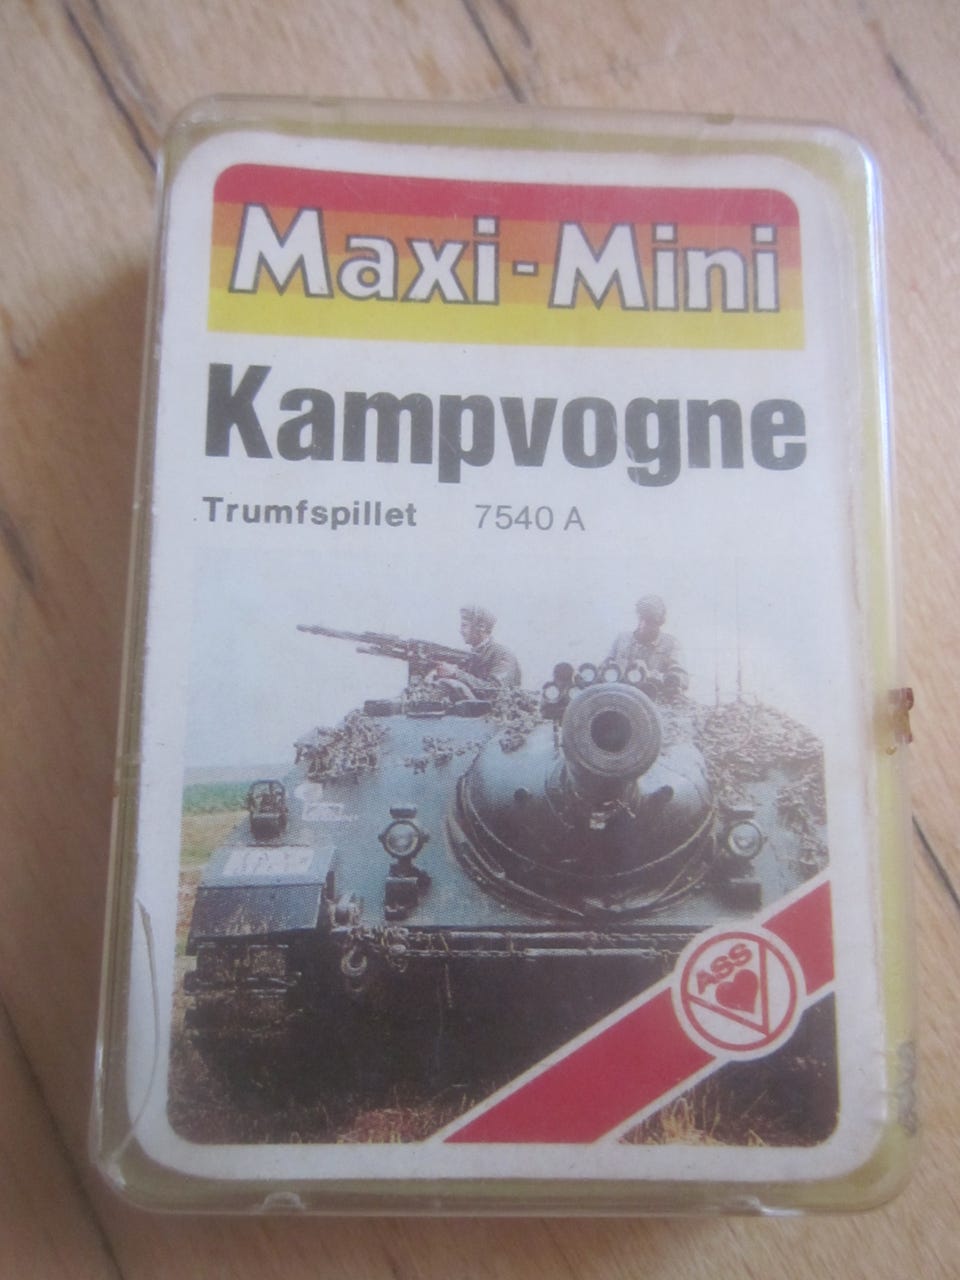 Maxi-Mini
Kampvogne
Trumfspillet 7540 A
ASS